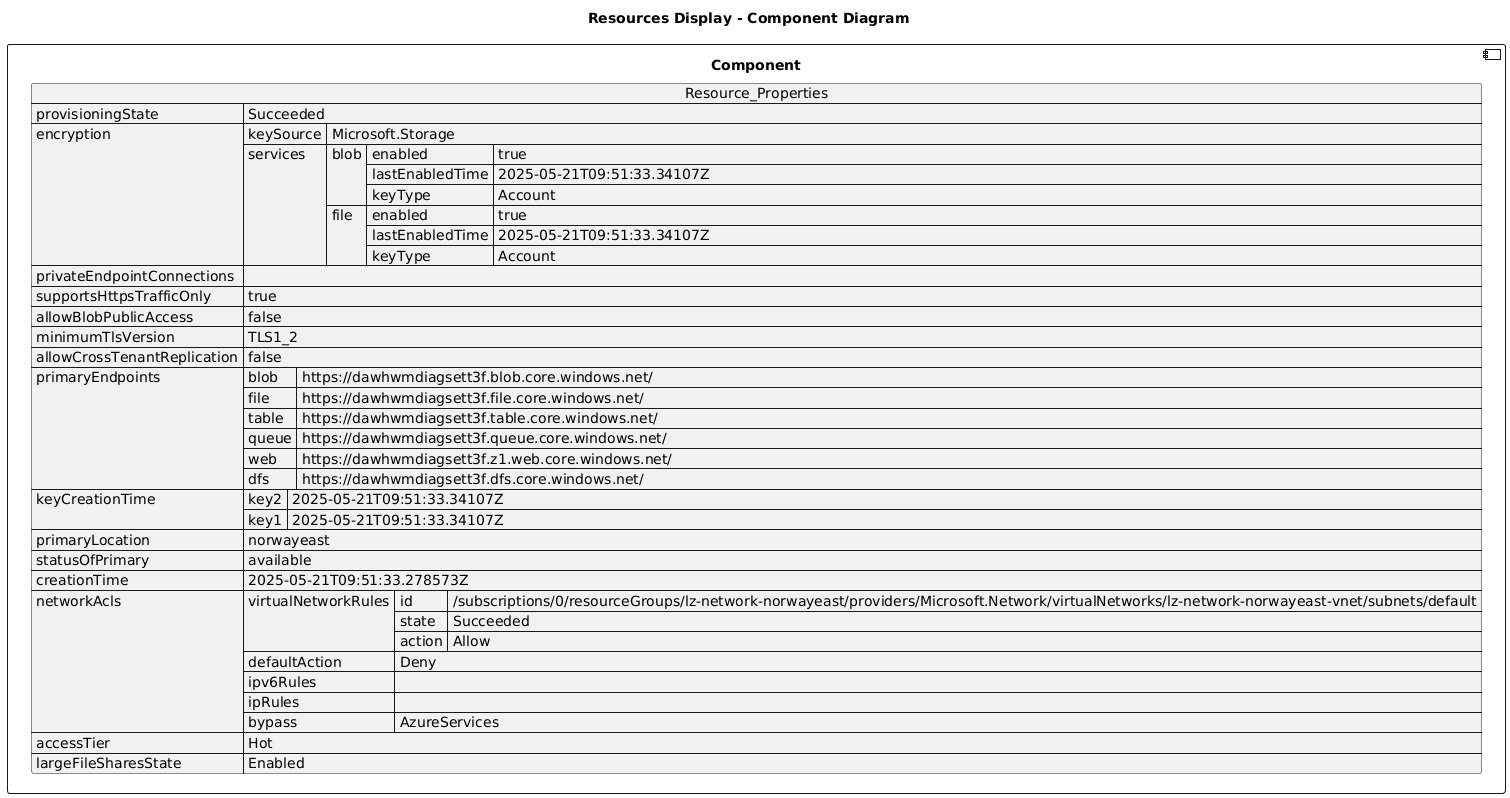 Resources Display - Component Diagram
Component
Resource_Properties
provisioningState Succeeded
encryption keySource Microsoft.Storage
services blob enabled true
lastEnabledTime 2025-05-21T09:51:33.34107Z
keyType Account
file enabled true
lastEnabledTime 2025-05-21T09:51:33.34107Z
keyType Account
privateEndpointConnections
supportsHttpsTrafficOnly true
allowBlobPublicAccess false
minimumTlsVersion TLS1_2
allowCrossTenantReplication false
primaryEndpoints blob https://dawhwmdiagsett3f.blob.core.windows.net/
file https://dawhwmdiagsett3f.file.core.windows.net/
table https://dawhwmdiagsett3f.table.core.windows.net/
queue https://dawhwmdiagsett3f.queue.core.windows.net/
web https://dawhwmdiagsett3f.z1.web.core.windows.net/
dfs https://dawhwmdiagsett3f.dfs.core.windows.net/
keyCreationTime key2 2025-05-21T09:51:33.34107Z
key1 2025-05-21T09:51:33.34107Z
primaryLocation norwayeast
statusOfPrimary available
creationTime 2025-05-21T09:51:33.278573Z
networkAcls virtualNetworkRules id /subscriptions/0/resourceGroups/lz-network-norwayeast/providers/Microsoft.Network/virtualNetworks/lz-network-norwayeast-vnet/subnets/default
state Succeeded
action Allow
defaultAction Deny
ipv6Rules
ipRules
bypass AzureServices
accessTier Hot
largeFileSharesState Enabled